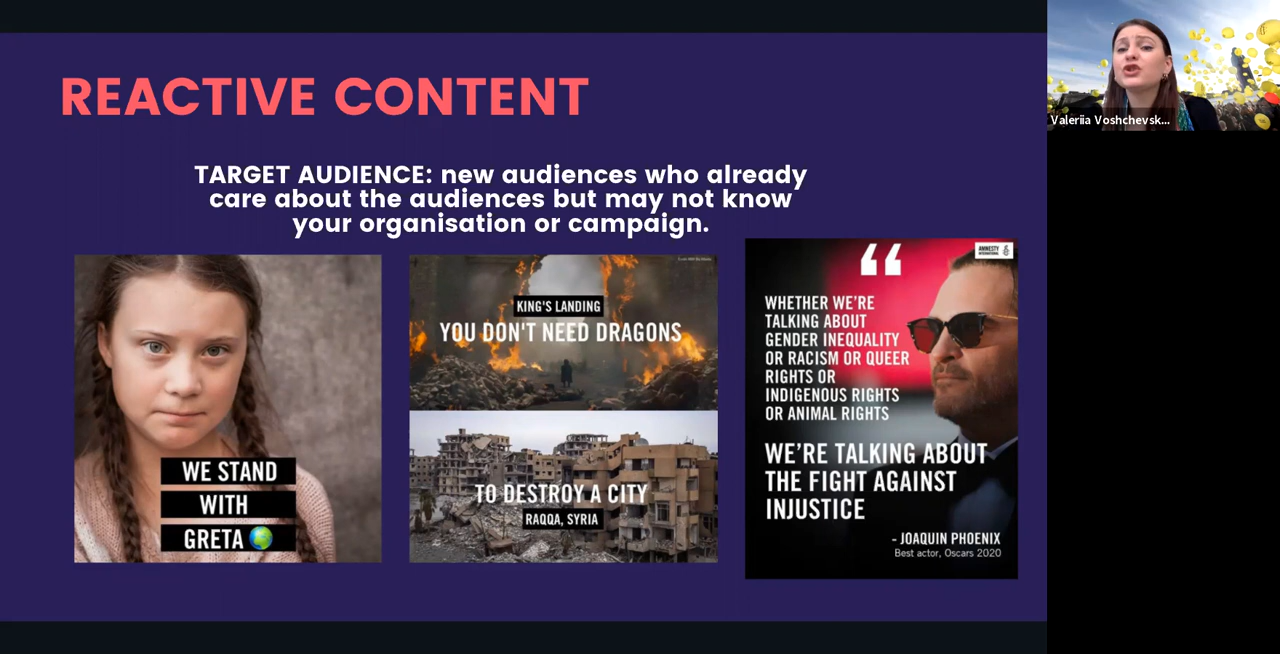 REACTIVE CONTENT
TARGET AUDIENCE: new audiences who already
care about the audiences but may not know
your organisation or campaign.
WE STAND
WITH
GRETA 🌍
KING'S LANDING
YOU DON'T NEED DRAGONS
TO DESTROY A CITY
RAQQA, SYRIA
AMNESTY
INTERNATIONAL
“
WHETHER WE'RE
TALKING ABOUT
GENDER INEQUALITY
OR RACISM OR QUEER
RIGHTS OR
INDIGENOUS RIGHTS
OR ANIMAL RIGHTS
WE'RE TALKING ABOUT
THE FIGHT AGAINST
INJUSTICE
- JOAQUIN PHOENIX
Best actor, Oscars 2020
Valeriia Voshchevsk...